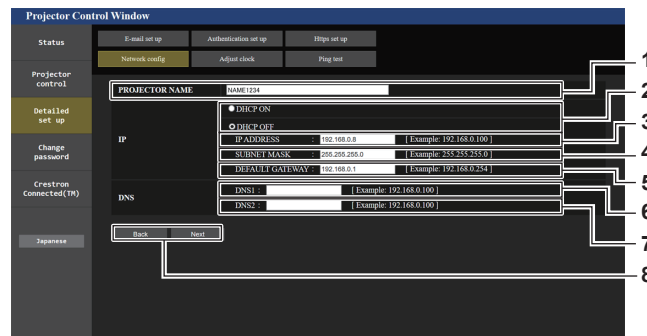 Projector Control Window
Status
Projector
control
Detailed
set up
Change
password
Crestron
Connected(TM)
Japanese
E-mail set up
Authentication set up
Https set up
Network config
Adjust clock
Ping test
PROJECTOR NAME NAME1234
IP
DHCP ON
DHCP OFF
IP ADDRESS : 192.168.0.8 [ Example: 192.168.0.100 ]
SUBNET MASK : 255.255.255.0 [ Example: 255.255.255.0 ]
DEFAULT GATEWAY : 192.168.0.1 [ Example: 192.168.0.254 ]
DNS
DNS1 : [ Example: 192.168.0.100 ]
DNS2 : [ Example: 192.168.0.100 ]
Back Next
1
2
3
4
5
6
7
8